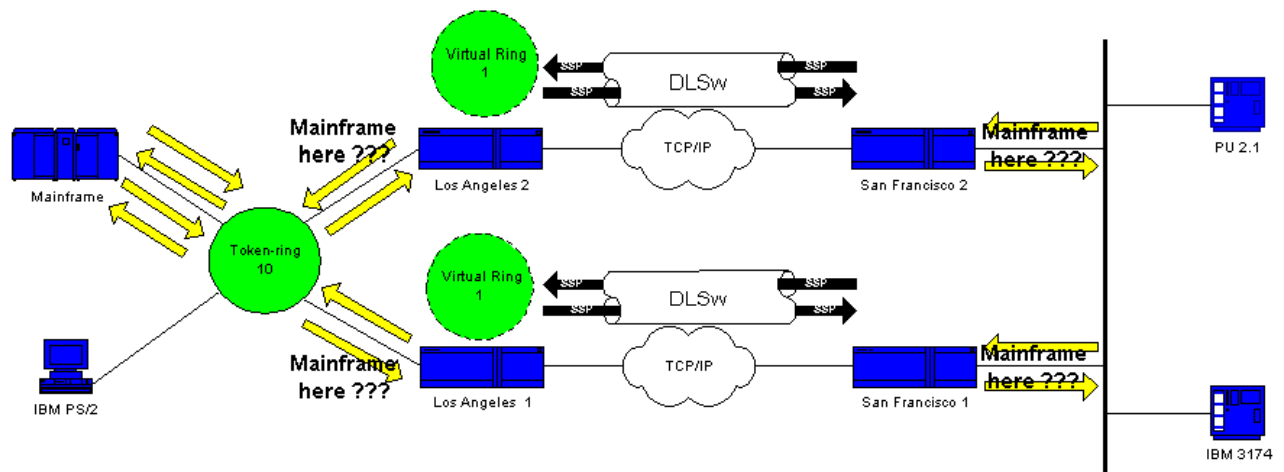 Virtual Ring
1
SSP
SSP
DLSw
SSP
SSP
Mainframe
here ???
TCP/IP
Mainframe
here ???
PU 2.1
Mainframe
Los Angeles 2
San Francisco 2
Token-ring
10
Virtual Ring
1
SSP
SSP
DLSw
SSP
SSP
Mainframe
here ???
TCP/IP
Mainframe
here ???
IBM PS/2
Los Angeles 1
San Francisco 1
IBM 3174